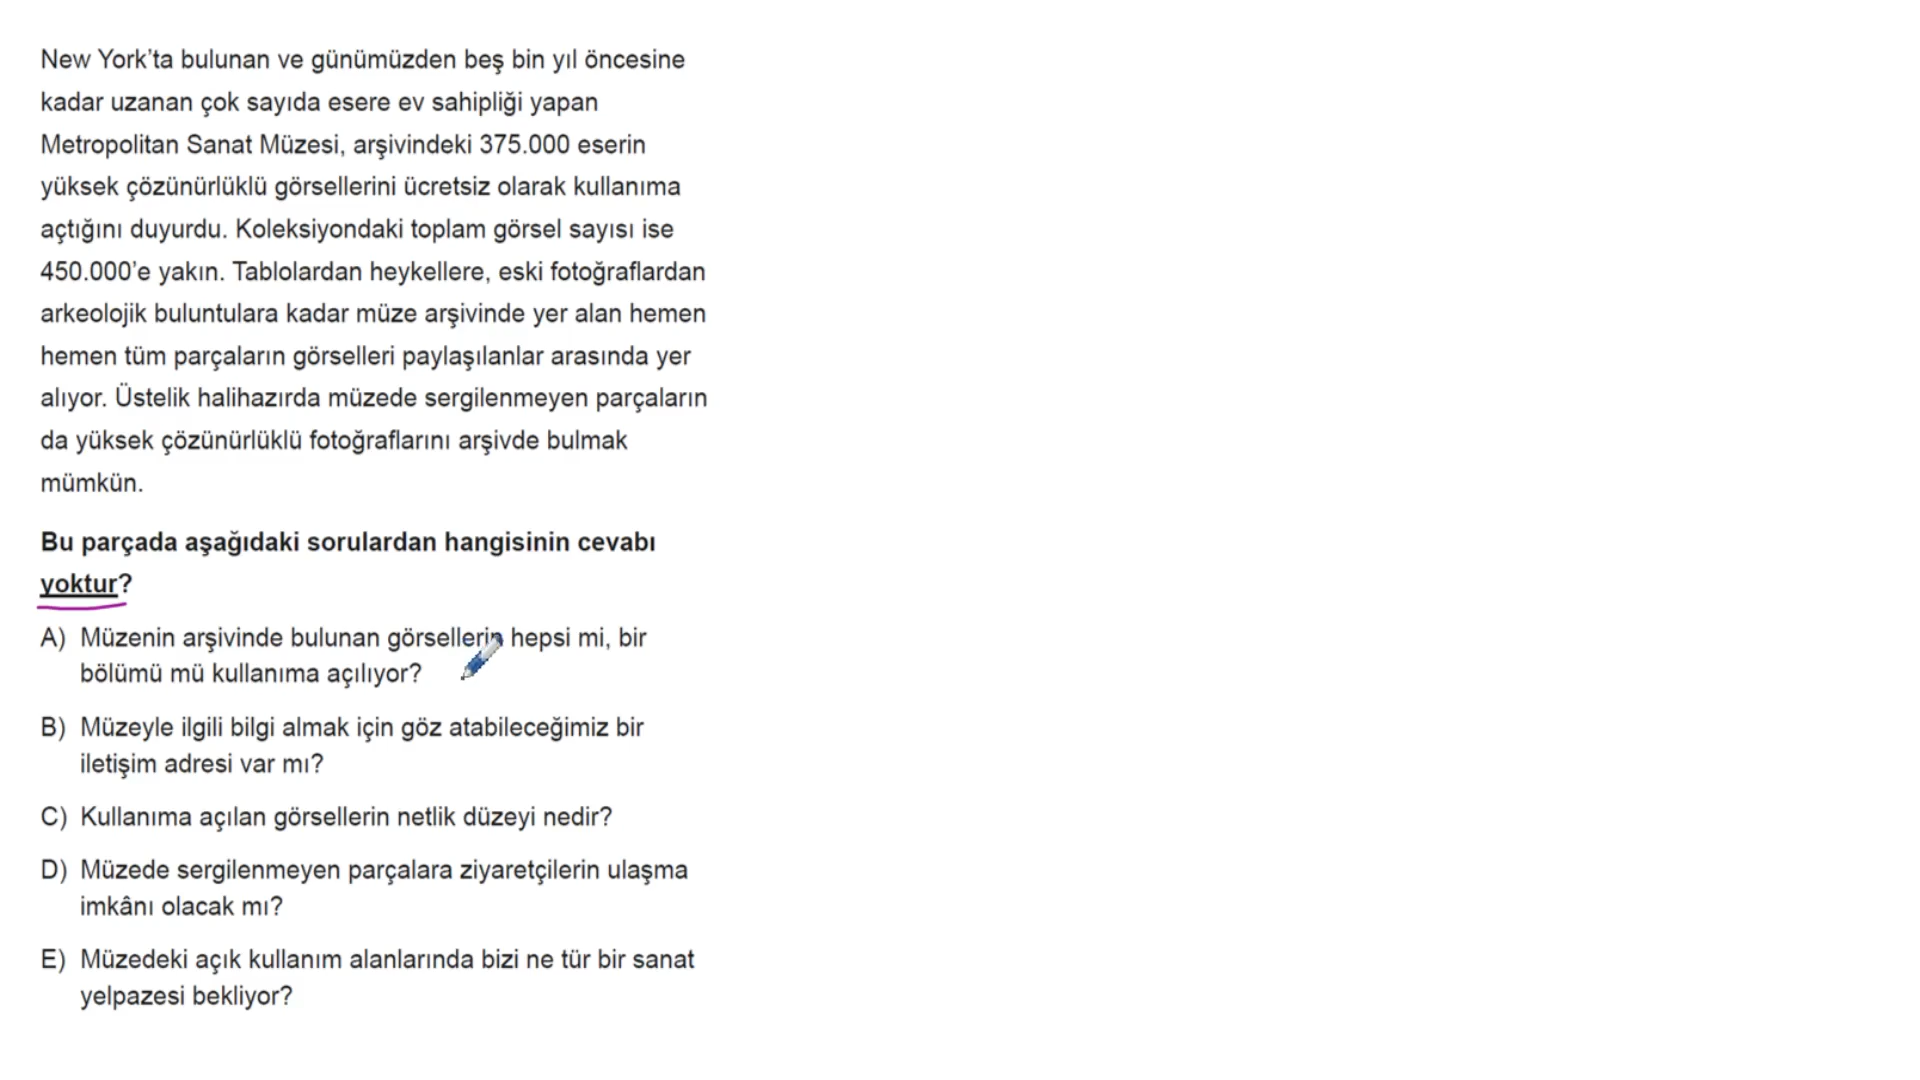 New York’ta bulunan ve günümüzden beş bin yıl öncesine
kadar uzanan çok sayıda esere ev sahipliği yapan
Metropolitan Sanat Müzesi, arşivindeki 375.000 eserin
yüksek çözünürlüklü görsellerini ücretsiz olarak kullanıma
açtığını duyurdu. Koleksiyondaki toplam görsel sayısı ise
450.000’e yakın. Tablolardan heykellere, eski fotoğraflardan
arkeolojik buluntulara kadar müze arşivinde yer alan hemen
hemen tüm parçaların görselleri paylaşılanlar arasında yer
alıyor. Üstelik halihazırda müzede sergilenmeyen parçaların
da yüksek çözünürlüklü fotoğraflarını arşivde bulmak
mümkün.
Bu parçada aşağıdaki sorulardan hangisinin cevabı
yoktur?
A) Müzenin arşivinde bulunan görsellerin hepsi mi, bir
bölümü mü kullanıma açılıyor?
B) Müzeyle ilgili bilgi almak için göz atabileceğimiz bir
iletişim adresi var mı?
C) Kullanıma açılan görsellerin netlik düzeyi nedir?
D) Müzede sergilenmeyen parçalara ziyaretçilerin ulaşma
imkânı olacak mı?
E) Müzedeki açık kullanım alanlarında bizi ne tür bir sanat
yelpazesi bekliyor?